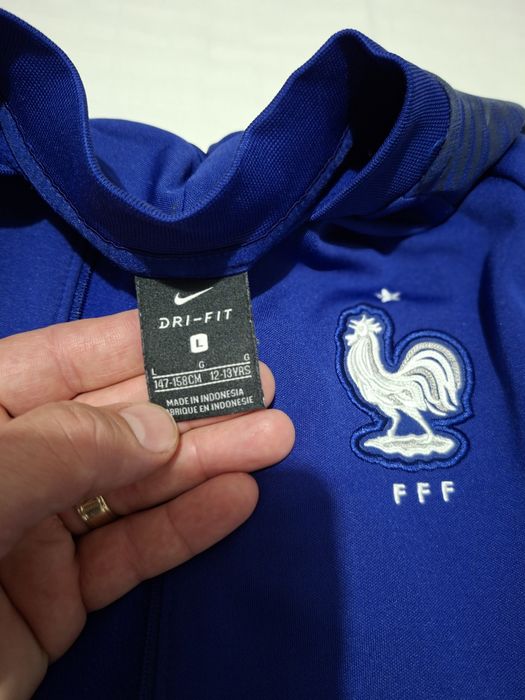 DRI-FIT
L
L G G
147-158CM 12-13YRS
MADE IN INDONESIA
FABRIQUE EN INDONESIE
FFF